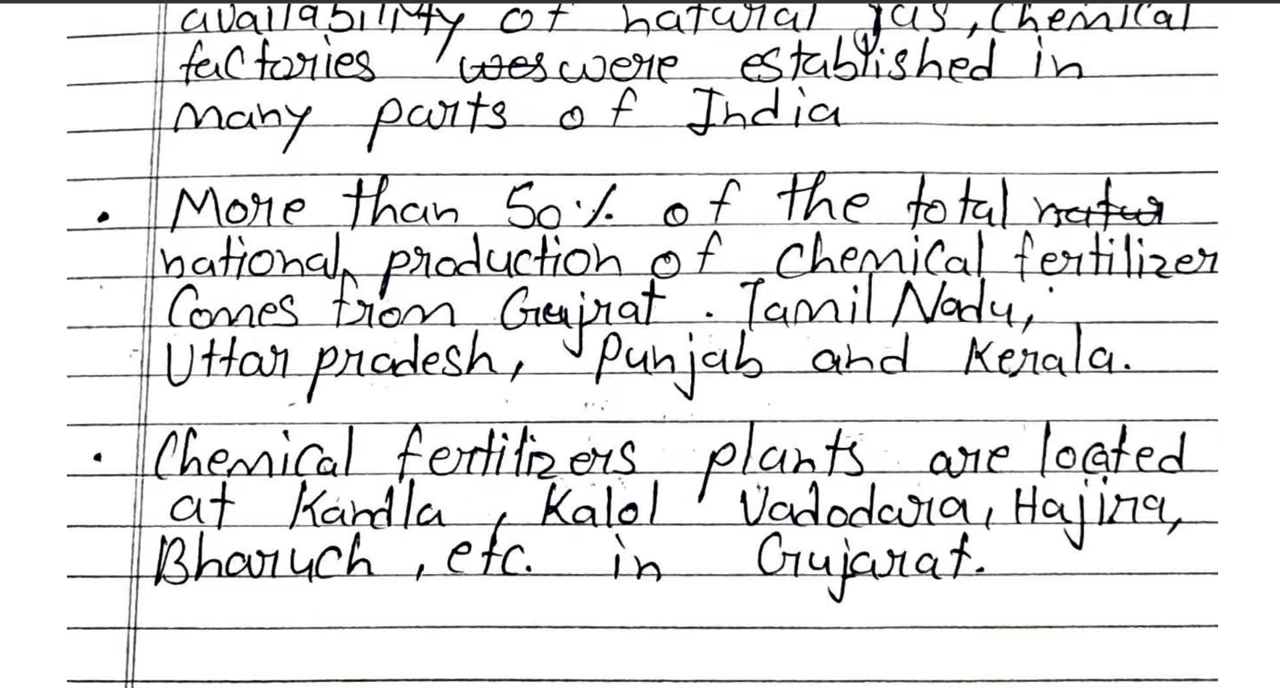 availability of natural gas, chemical
factories were established in
many parts of India
• More than 50% of the total
national production of chemical fertilizer
comes from Gujrat. Tamil Nadu,
Uttar pradesh, Punjab and Kerala.
• Chemical fertilizers plants are located
at Kandla, Kalol Vadodara, Hajira,
Bharuch, etc. in Gujarat.